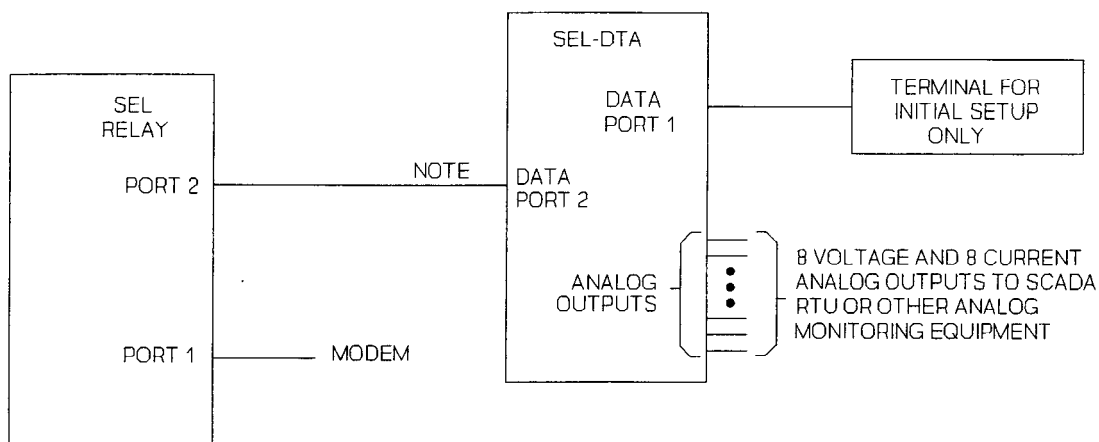 SEL
RELAY
PORT 2
PORT 1
MODEM
NOTE
SEL-DTA
DATA
PORT 1
DATA
PORT 2
ANALOG
OUTPUTS
TERMINAL FOR
INITIAL SETUP
ONLY
8 VOLTAGE AND 8 CURRENT
ANALOG OUTPUTS TO SCADA
RTU OR OTHER ANALOG
MONITORING EQUIPMENT